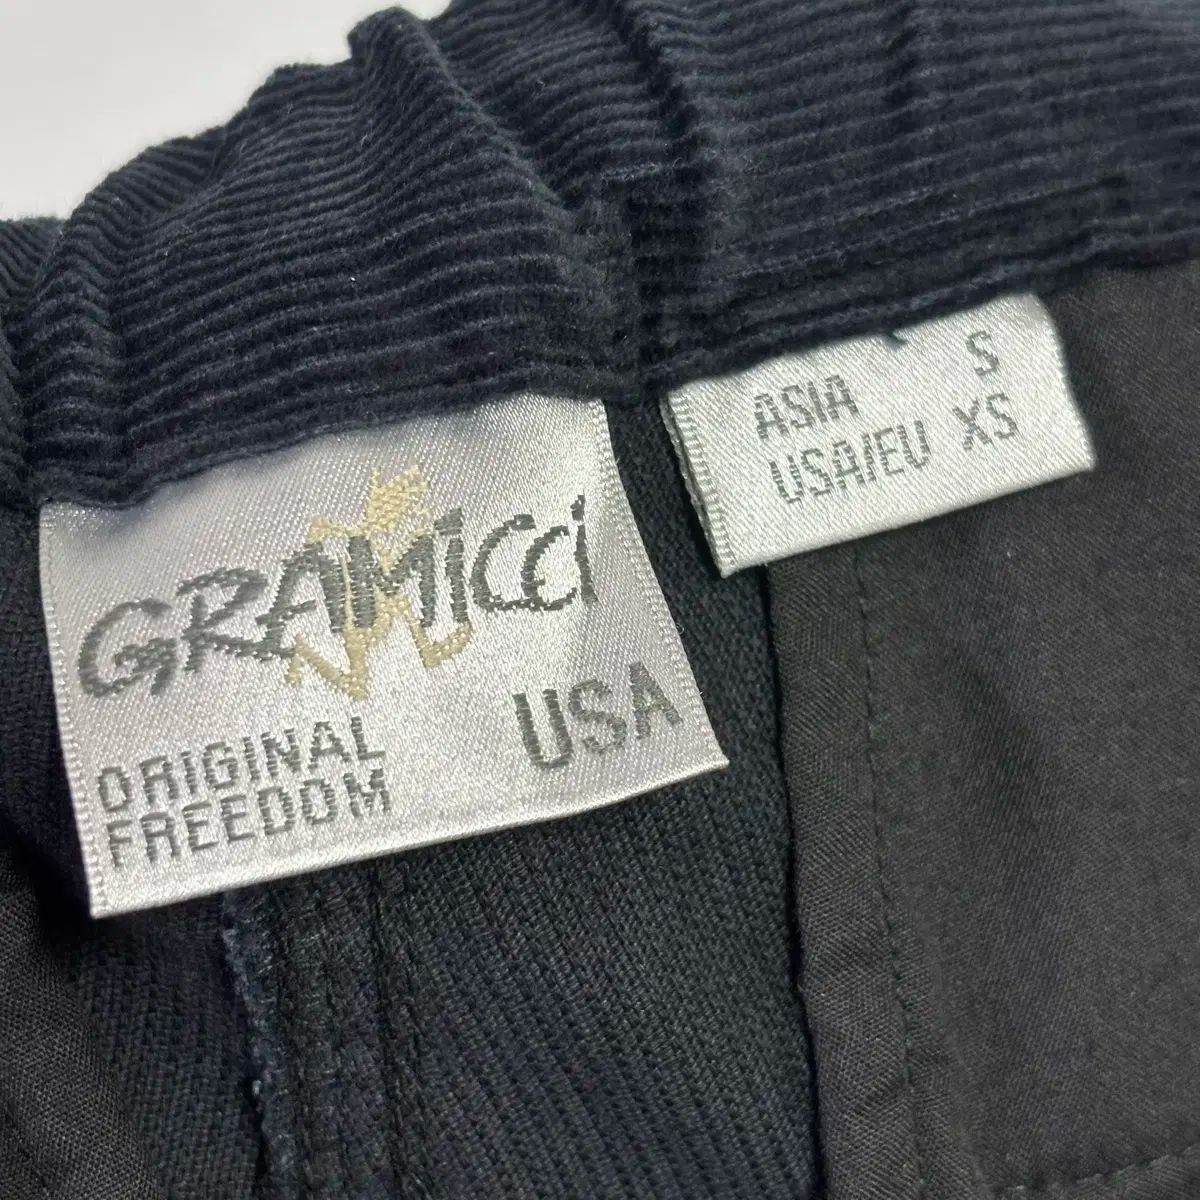 GRAMiCCi
USA
ORIGINAL
FREEDOM
ASIA S
USA/EU XS